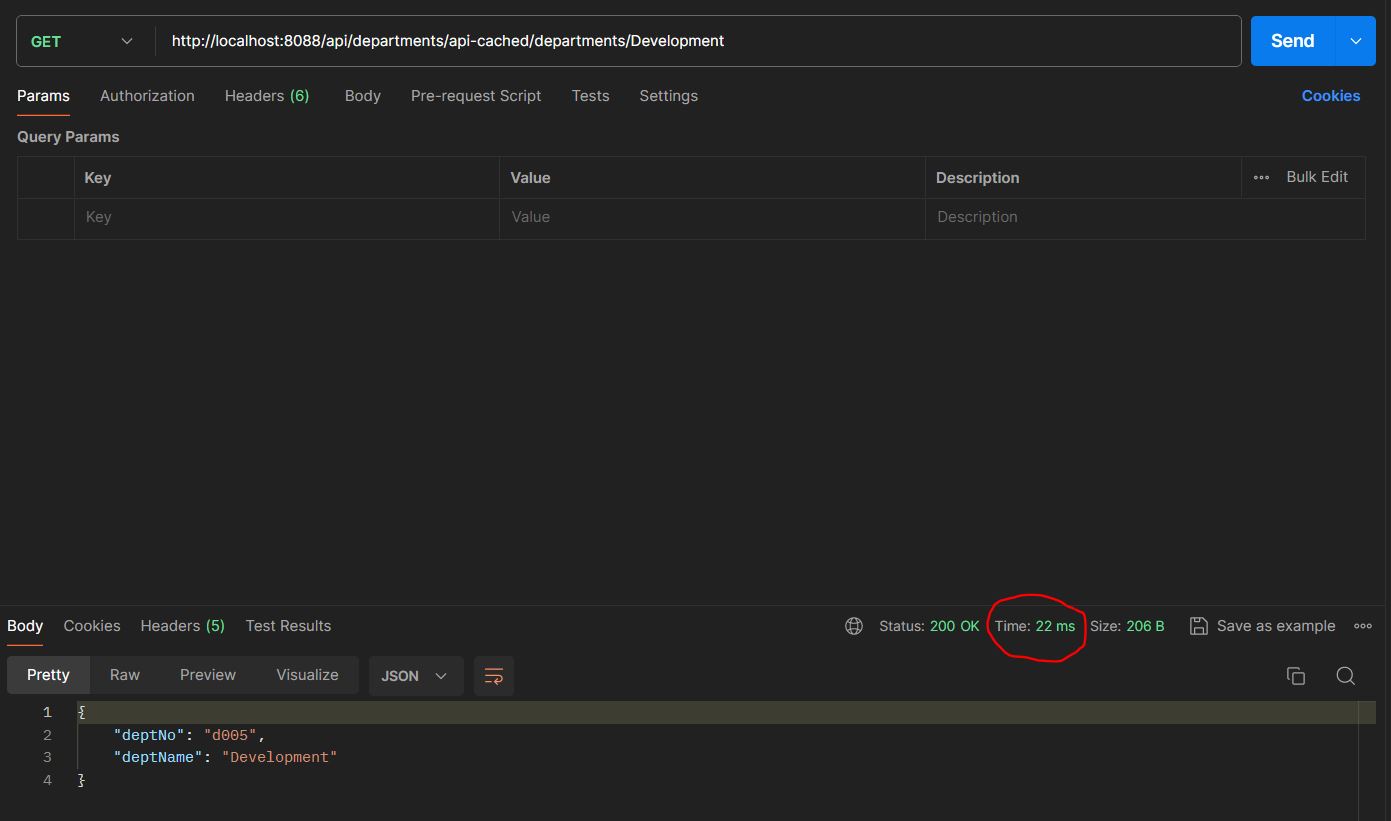 GET http://localhost:8088/api/departments/api-cached/departments/Development Send
Params Authorization Headers (6) Body Pre-request Script Tests Settings Cookies
Query Params
Key Value Description Bulk Edit
Key Value Description
Body Cookies Headers (5) Test Results Status: 200 OK Time: 22 ms Size: 206 B Save as example
Pretty Raw Preview Visualize JSON
1 {
2 "deptNo": "d005",
3 "deptName": "Development"
4 }